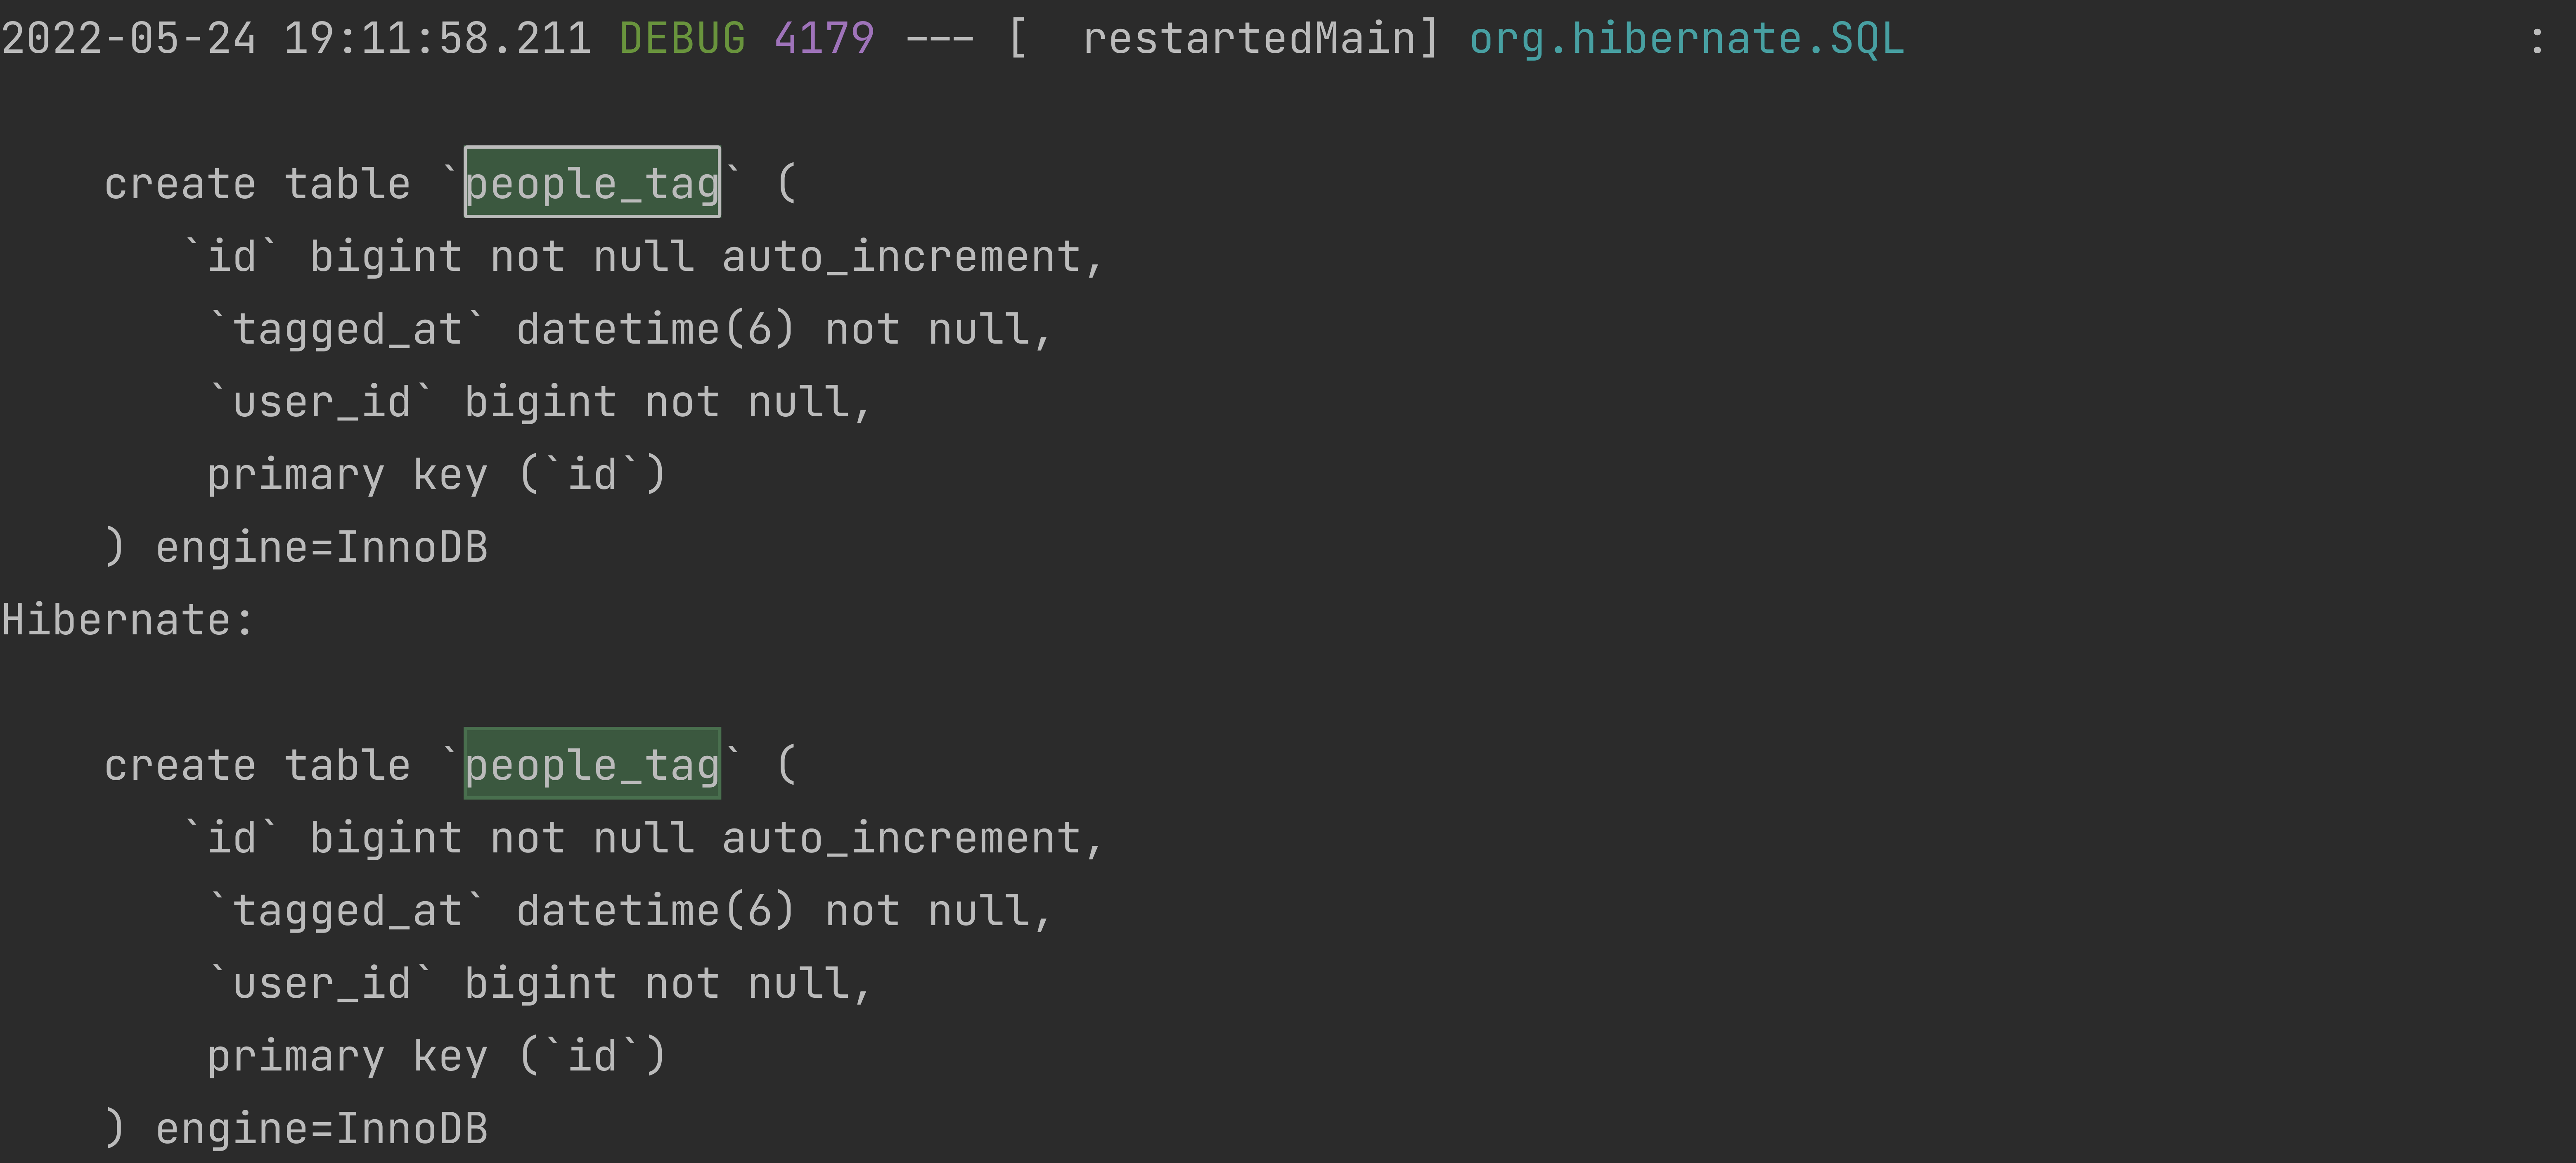 2022-05-24 19:11:58.211 DEBUG 4179 --- [  restartedMain] org.hibernate.SQL                        :

    create table `people_tag` (
       `id` bigint not null auto_increment,
        `tagged_at` datetime(6) not null,
        `user_id` bigint not null,
        primary key (`id`)
    ) engine=InnoDB
Hibernate:

    create table `people_tag` (
       `id` bigint not null auto_increment,
        `tagged_at` datetime(6) not null,
        `user_id` bigint not null,
        primary key (`id`)
    ) engine=InnoDB